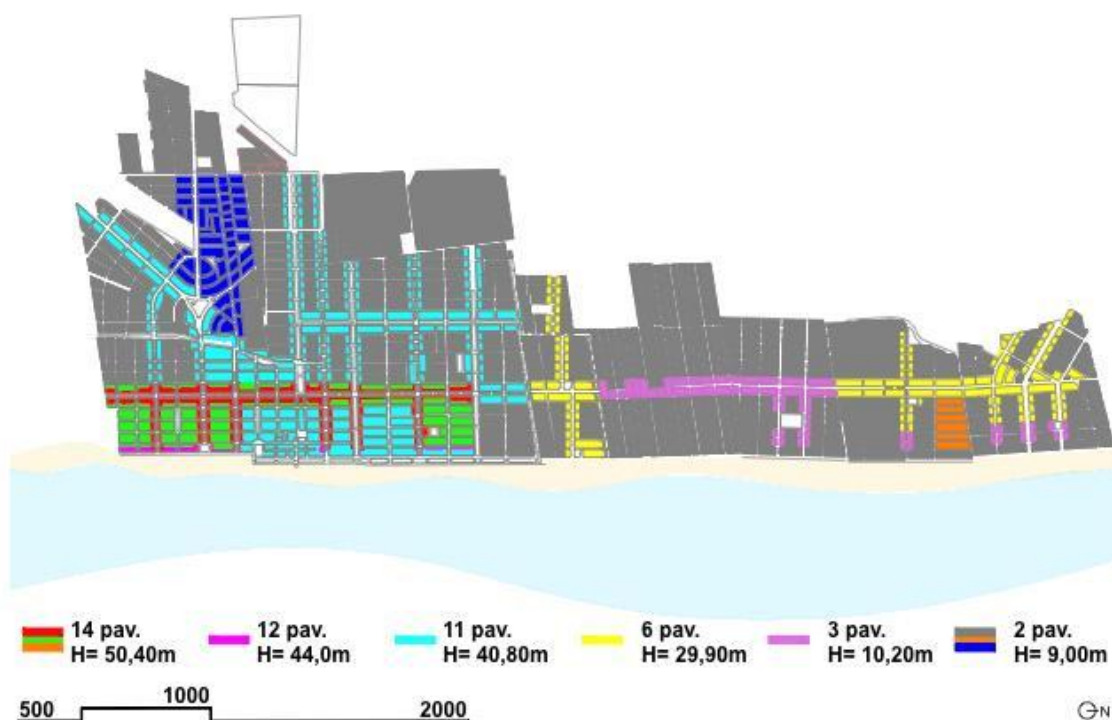 14 pav.
H= 50,40m
12 pav.
H= 44,0m
11 pav.
H= 40,80m
6 pav.
H= 29,90m
3 pav.
H= 10,20m
2 pav.
H= 9,00m
500 1000 2000
N